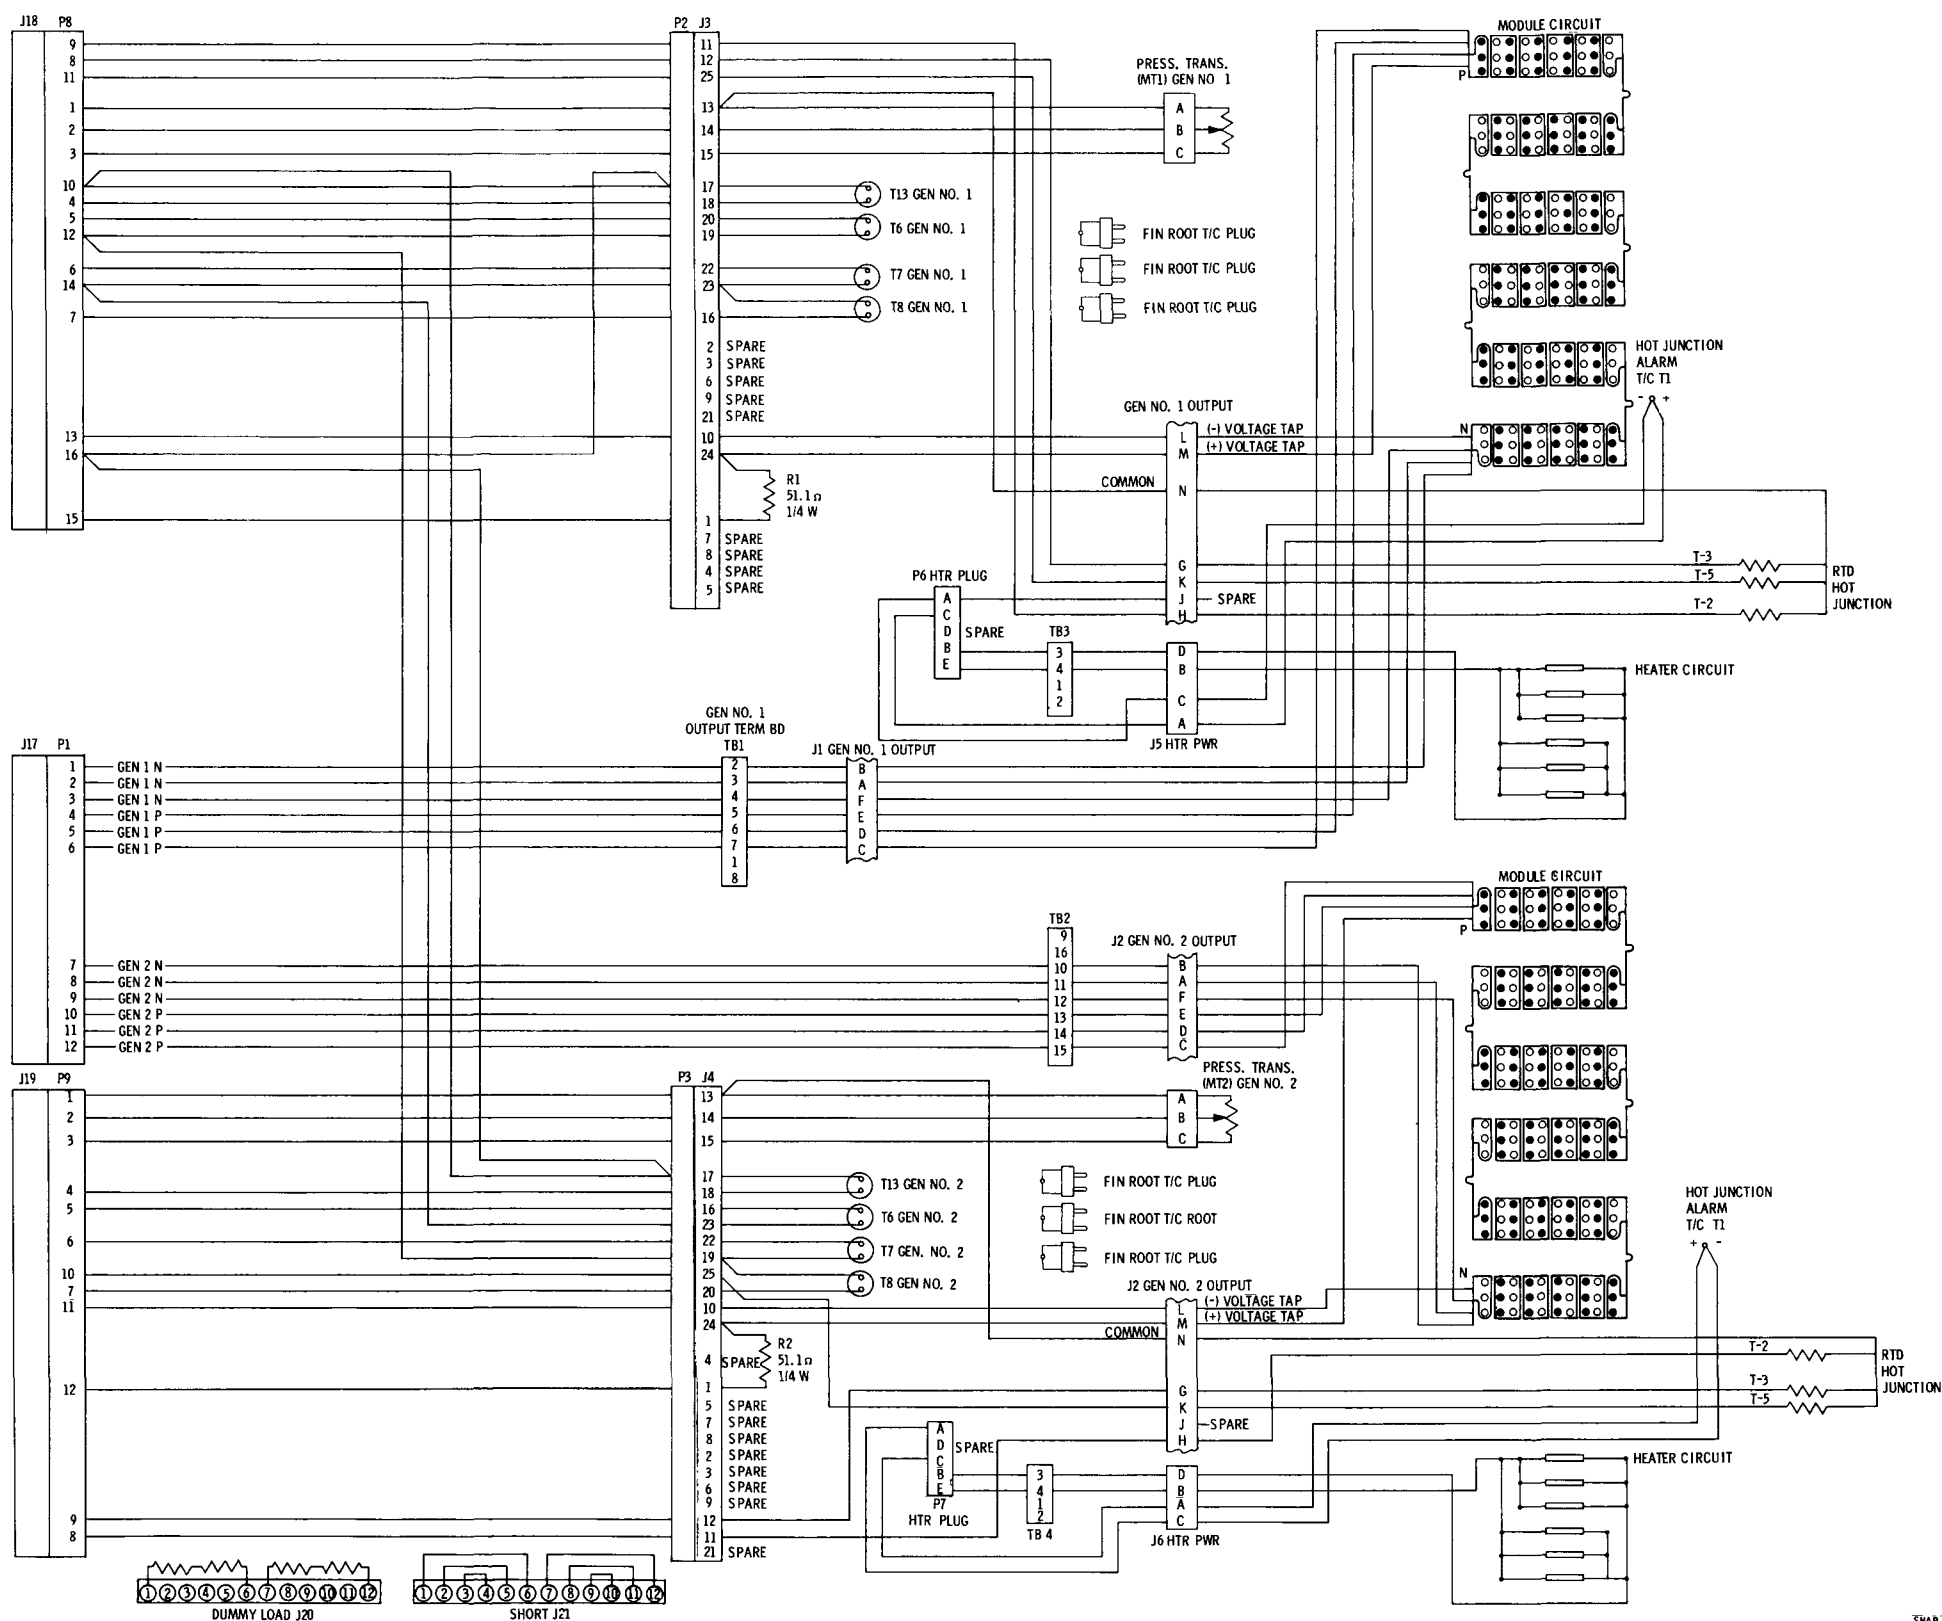 J18 P8
9
8
11
1
2
3
10
4
5
12
6
14
7
13
16
15
P2 J3
11
12
25
13
14
15
17
18
20
19
22
23
16
2 SPARE
3 SPARE
6 SPARE
9 SPARE
21 SPARE
10
24
1
7 SPARE
8 SPARE
4 SPARE
5 SPARE
R1
51.1Ω
1/4 W
T13 GEN NO. 1
T6 GEN NO. 1
T7 GEN NO. 1
T8 GEN NO. 1
PRESS. TRANS.
(MT1) GEN NO 1
A
B
C
FIN ROOT T/C PLUG
FIN ROOT T/C PLUG
FIN ROOT T/C PLUG
MODULE CIRCUIT
P
N
HOT JUNCTION
ALARM
T/C T1
- +
GEN NO. 1 OUTPUT
L (-) VOLTAGE TAP
M (+) VOLTAGE TAP
COMMON N
G
K
J SPARE
H
T-3
T-5
T-2
RTD
HOT
JUNCTION
P6 HTR PLUG
A
C
D SPARE
B
E
TB3
3
4
1
2
D
B
C
A
J5 HTR PWR
HEATER CIRCUIT
J17 P1
1 GEN 1 N
2 GEN 1 N
3 GEN 1 N
4 GEN 1 P
5 GEN 1 P
6 GEN 1 P
7 GEN 2 N
8 GEN 2 N
9 GEN 2 N
10 GEN 2 P
11 GEN 2 P
12 GEN 2 P
GEN NO. 1
OUTPUT TERM BD
TB1
2
3
4
5
6
7
1
8
J1 GEN NO. 1 OUTPUT
B
A
F
E
D
C
TB2
9
16
10
11
12
13
14
15
J2 GEN NO. 2 OUTPUT
B
A
F
E
D
C
MODULE CIRCUIT
P
N
J19 P9
1
2
3
4
5
6
10
7
11
12
9
8
P3 J4
13
14
15
17
18
16
23
22
19
25
20
10
24
4 SPARE
1
5 SPARE
7 SPARE
8 SPARE
2 SPARE
3 SPARE
6 SPARE
9 SPARE
12
11
21 SPARE
R2
51.1Ω
1/4 W
T13 GEN NO. 2
T6 GEN NO. 2
T7 GEN. NO. 2
T8 GEN NO. 2
PRESS. TRANS.
(MT2) GEN NO. 2
A
B
C
FIN ROOT T/C PLUG
FIN ROOT T/C ROOT
FIN ROOT T/C PLUG
J2 GEN NO. 2 OUTPUT
L (-) VOLTAGE TAP
M (+) VOLTAGE TAP
COMMON N
G
K
J SPARE
H
HOT JUNCTION
ALARM
T/C T1
+ -
T-2
T-3
T-5
RTD
HOT
JUNCTION
A
D SPARE
C
B
E
P7
HTR PLUG
3
4
1
2
TB 4
D
B
A
C
J6 HTR PWR
HEATER CIRCUIT
1 2 3 4 5 6 7 8 9 10 11 12
DUMMY LOAD J20
1 2 3 4 5 6 7 8 9 10 11 12
SHORT J21